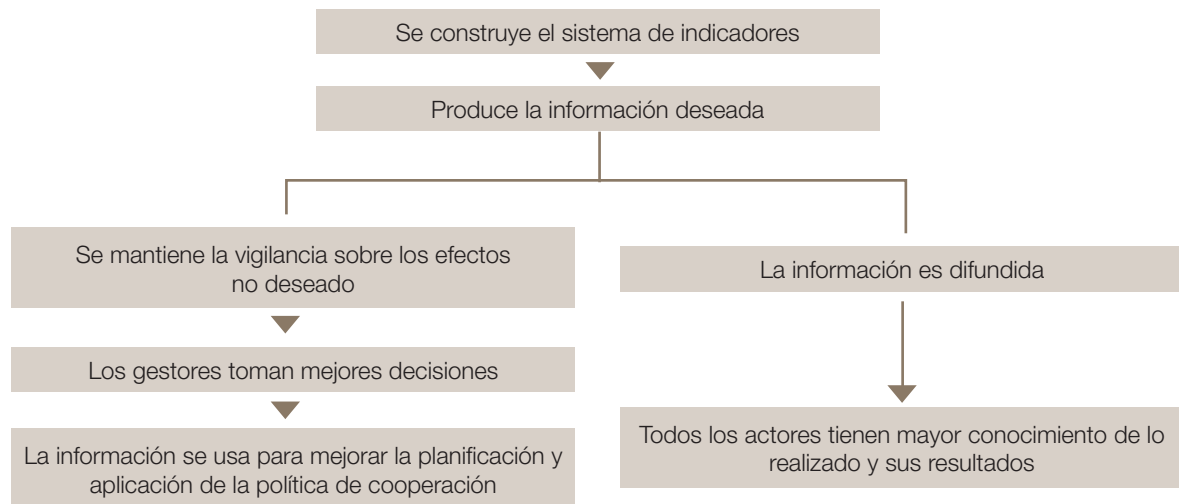 Se construye el sistema de indicadores
Produce la información deseada
Se mantiene la vigilancia sobre los efectos
no deseado
Los gestores toman mejores decisiones
La información se usa para mejorar la planificación y
aplicación de la política de cooperación
La información es difundida
Todos los actores tienen mayor conocimiento de lo
realizado y sus resultados